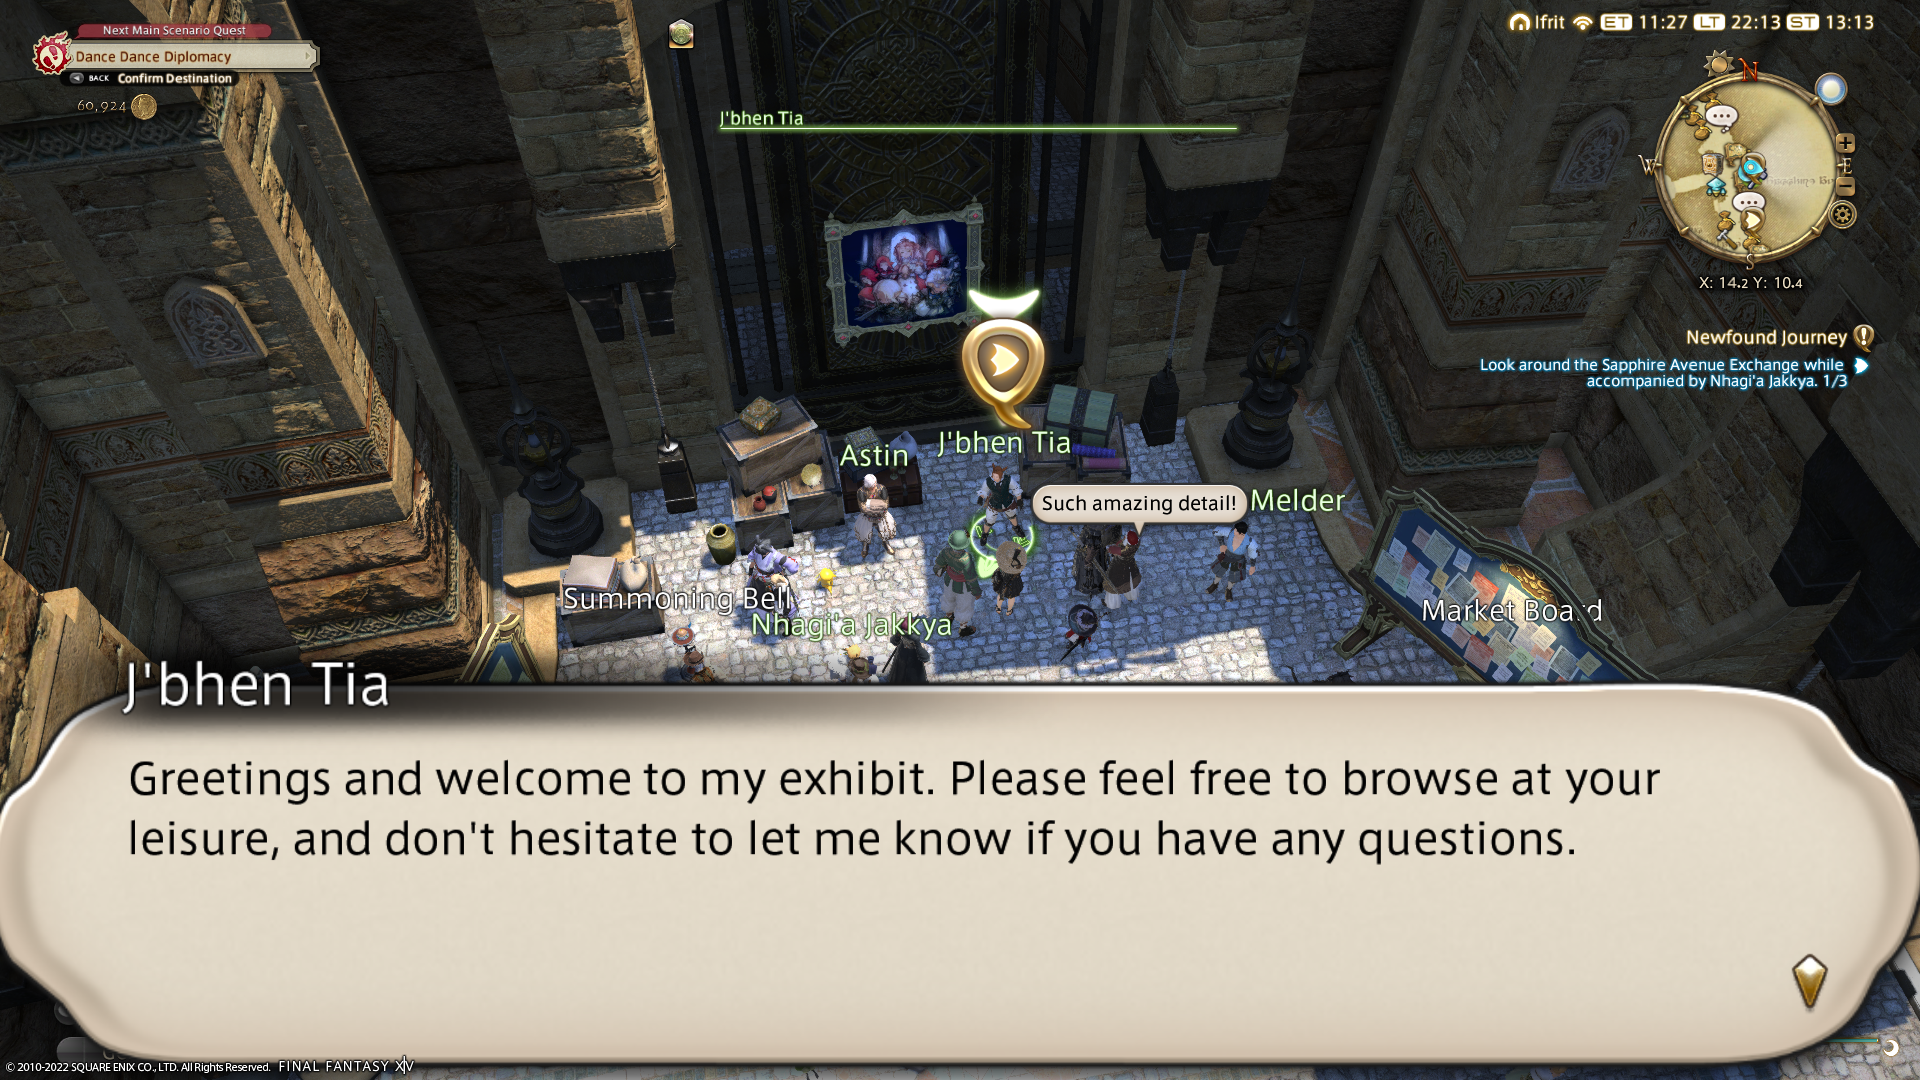 Next Main Scenario Quest
Dance Dance Diplomacy
BACK Confirm Destination
60,924
Ifrit ET 11:27 LT 22:13 ST 13:13
N
W
E
S
X: 14.2 Y: 10.4
J'bhen Tia
Newfound Journey
Look around the Sapphire Avenue Exchange while
accompanied by Nhagi'a Jakkya. 1/3
Astin
J'bhen Tia
Such amazing detail!
Melder
Summoning Bell
Nhagi'a Jakkya
Market Board
J'bhen Tia
Greetings and welcome to my exhibit. Please feel free to browse at your
leisure, and don't hesitate to let me know if you have any questions.
© 2010-2022 SQUARE ENIX CO., LTD. All Rights Reserved. FINAL FANTASY XIV